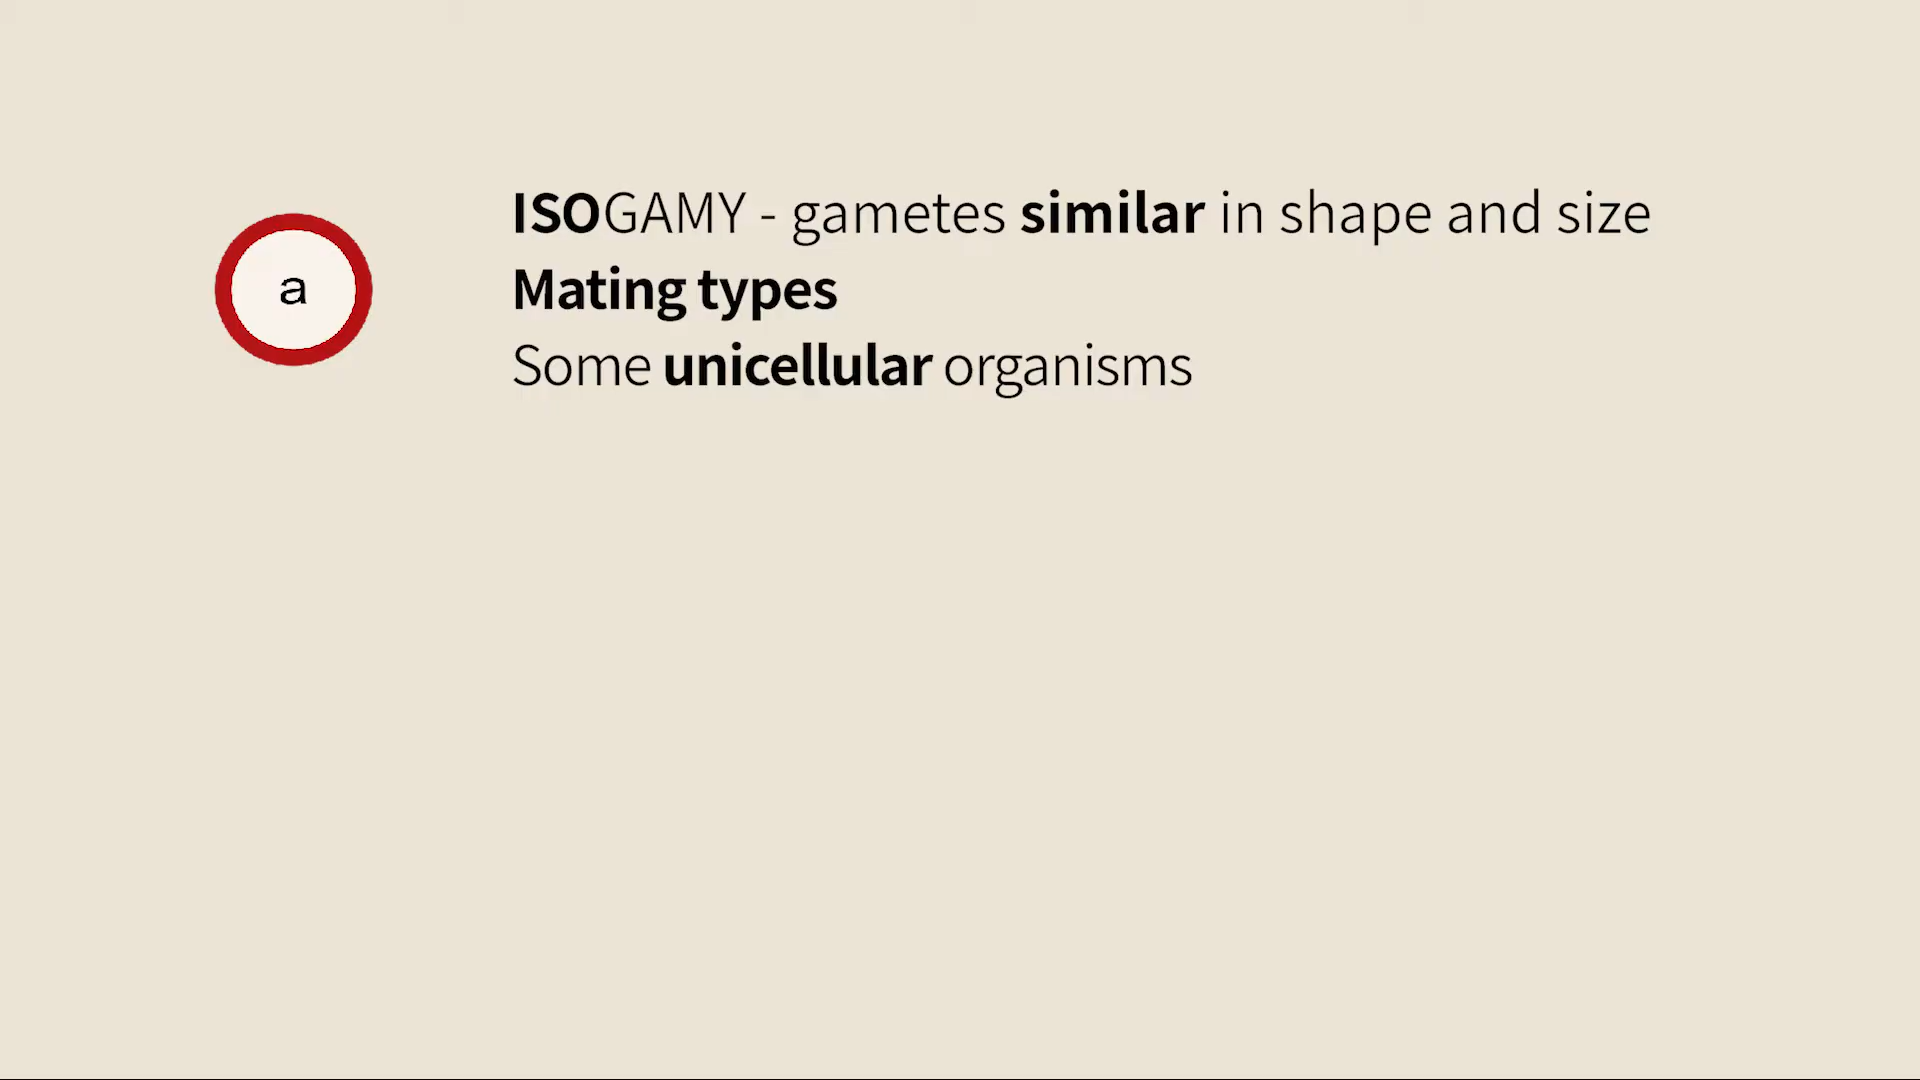 a
ISOGAMY - gametes similar in shape and size
Mating types
Some unicellular organisms